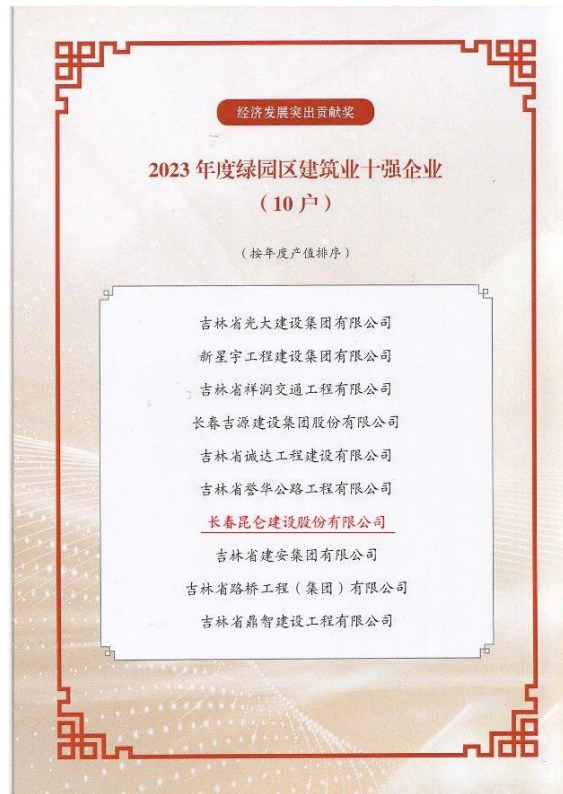 经济发展突出贡献奖
2023 年度绿园区建筑业十强企业
（10 户）
（按年度产值排序）
吉林省光大建设集团有限公司
新星宇工程建设集团有限公司
吉林省祥润交通工程有限公司
长春吉源建设集团股份有限公司
吉林省诚达工程建设有限公司
吉林省誉华公路工程有限公司
长春昆仑建设股份有限公司
吉林省建安集团有限公司
吉林省路桥工程（集团）有限公司
吉林省鼎智建设工程有限公司